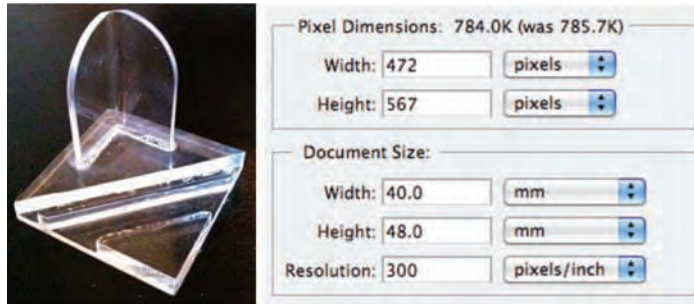 Pixel Dimensions: 784.0K (was 785.7K)
Width: 472 pixels
Height: 567 pixels
Document Size:
Width: 40.0 mm
Height: 48.0 mm
Resolution: 300 pixels/inch